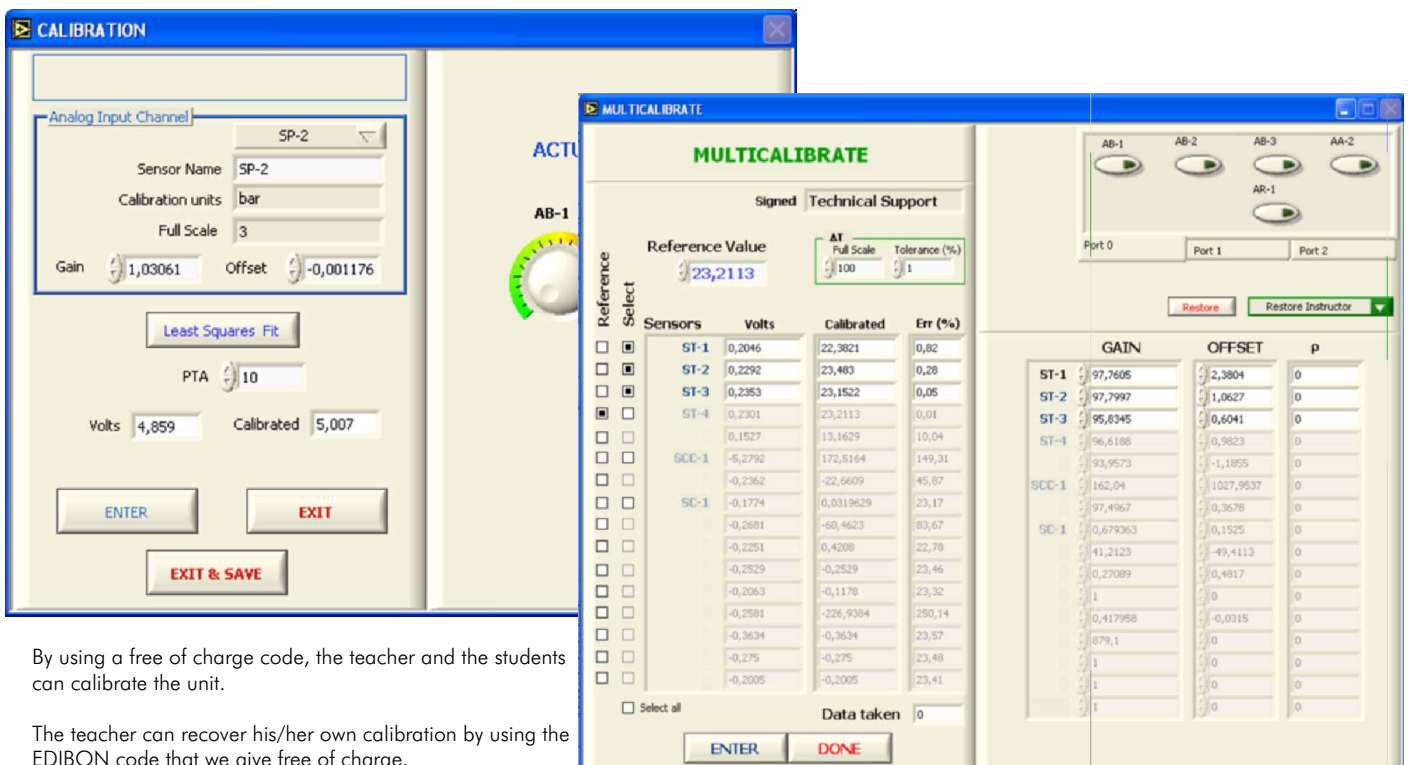 CALIBRATION
Analog Input Channel
SP-2
Sensor Name SP-2
Calibration units bar
Full Scale 3
Gain 1,03061 Offset -0,001176
Least Squares Fit
PTA 10
Volts 4,859 Calibrated 5,007
ENTER EXIT
EXIT & SAVE
AB-1
MULTICALIBRATE
MULTICALIBRATE
Signed Technical Support
Reference Value
23,2113
AT
Full Scale Tolerance (%)
100 1
Reference
Select
Sensors Volts Calibrated Err (%)
ST-1 0,2046 22,3821 0,82
ST-2 0,2292 23,483 0,28
ST-3 0,2353 23,1522 0,05
ST-4 0,2301 23,2113 0,01
0,1527 13,1629 10,04
SCC-1 -5,2792 172,5164 149,31
-0,2362 -22,6609 45,87
SC-1 -0,1774 0,0319629 23,17
-0,2681 -60,4623 83,67
-0,2251 0,4208 22,78
-0,2529 -0,2529 23,46
-0,2063 -0,1178 23,32
-0,2581 -226,9384 250,14
-0,3634 -0,3634 23,57
-0,275 -0,275 23,48
-0,2005 -0,2005 23,41
Select all
Data taken 0
ENTER DONE
AB-1 AB-2 AB-3 AA-2
AR-1
Port 0 Port 1 Port 2
Restore Restore Instructor
GAIN OFFSET ρ
ST-1 97,7605 2,3804 0
ST-2 97,7997 1,0627 0
ST-3 95,8345 0,6041 0
ST-4 96,6188 0,9823 0
93,9573 -1,1855 0
SCC-1 162,04 1027,9537 0
97,4967 0,3678 0
SC-1 0,679363 0,1525 0
41,2123 -49,4113 0
0,27089 0,4817 0
1 0 0
0,417958 -0,0315 0
879,1 0 0
1 0 0
1 0 0
1 0 0
By using a free of charge code, the teacher and the students
can calibrate the unit.
The teacher can recover his/her own calibration by using the
EDIBON code that we give free of charge.